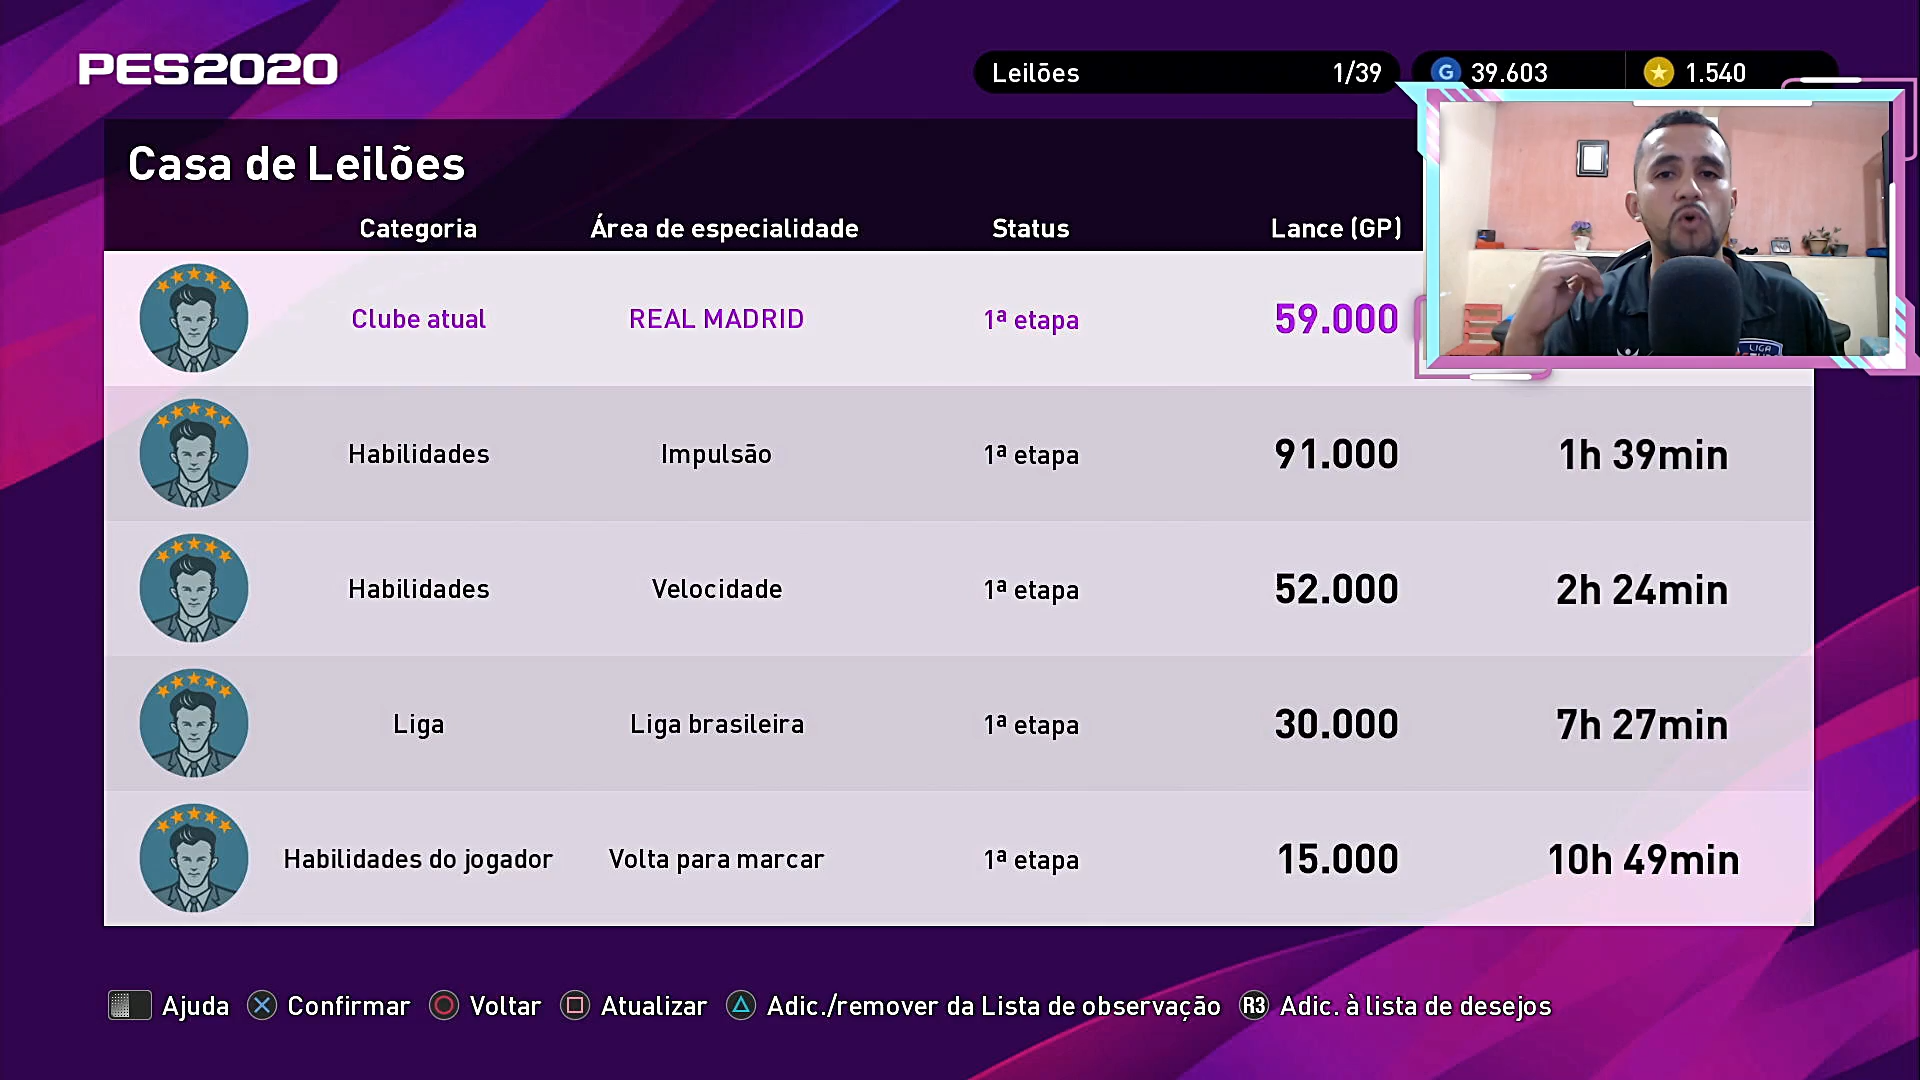 PES2020
Leilões 1/39
G 39.603 1.540
Casa de Leilões
Categoria Área de especialidade Status Lance (GP)
Clube atual REAL MADRID 1ª etapa 59.000
Habilidades Impulsão 1ª etapa 91.000 1h 39min
Habilidades Velocidade 1ª etapa 52.000 2h 24min
Liga Liga brasileira 1ª etapa 30.000 7h 27min
Habilidades do jogador Volta para marcar 1ª etapa 15.000 10h 49min
Ajuda Confirmar Voltar Atualizar Adic./remover da Lista de observação R3 Adic. à lista de desejos
LIGA